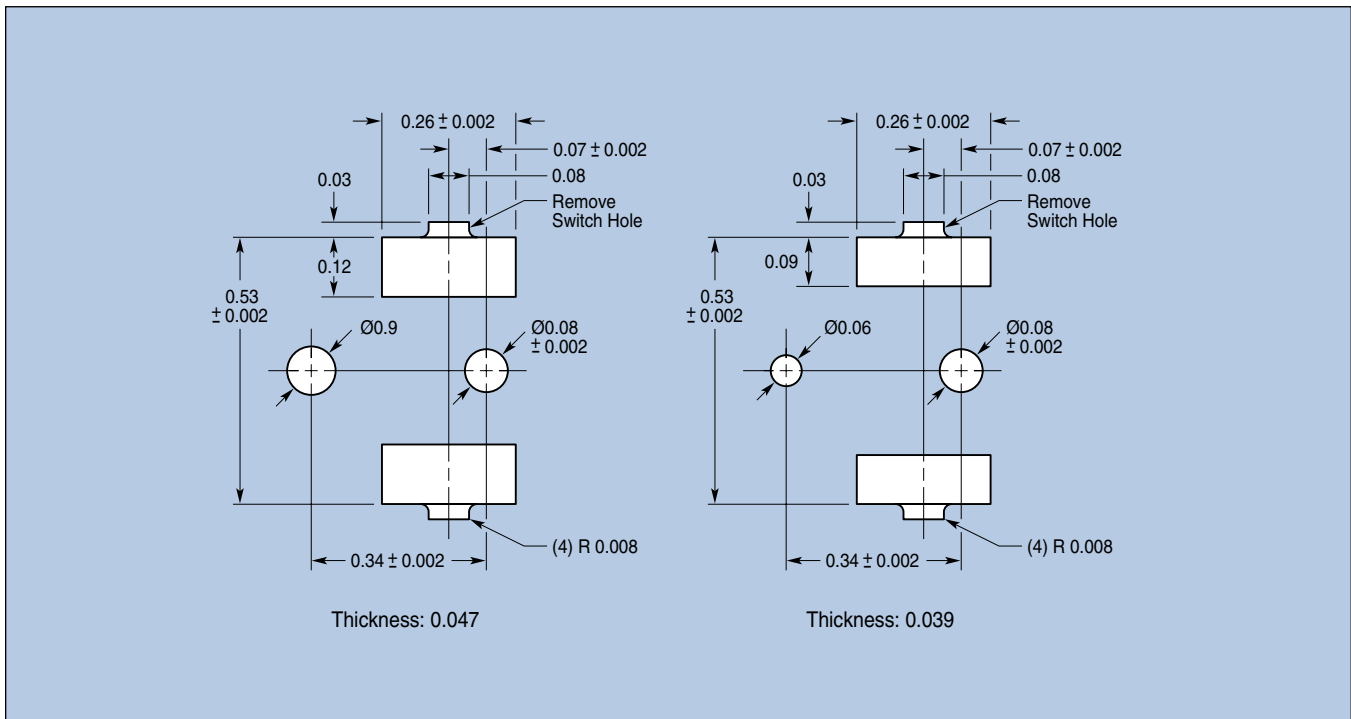 0.26 ± 0.002
0.07 ± 0.002
0.08
0.03
Remove
Switch Hole
0.12
0.53
± 0.002
Ø0.9
Ø0.08
± 0.002
(4) R 0.008
0.34 ± 0.002
Thickness: 0.047
0.26 ± 0.002
0.07 ± 0.002
0.08
0.03
Remove
Switch Hole
0.09
0.53
± 0.002
Ø0.06
Ø0.08
± 0.002
(4) R 0.008
0.34 ± 0.002
Thickness: 0.039